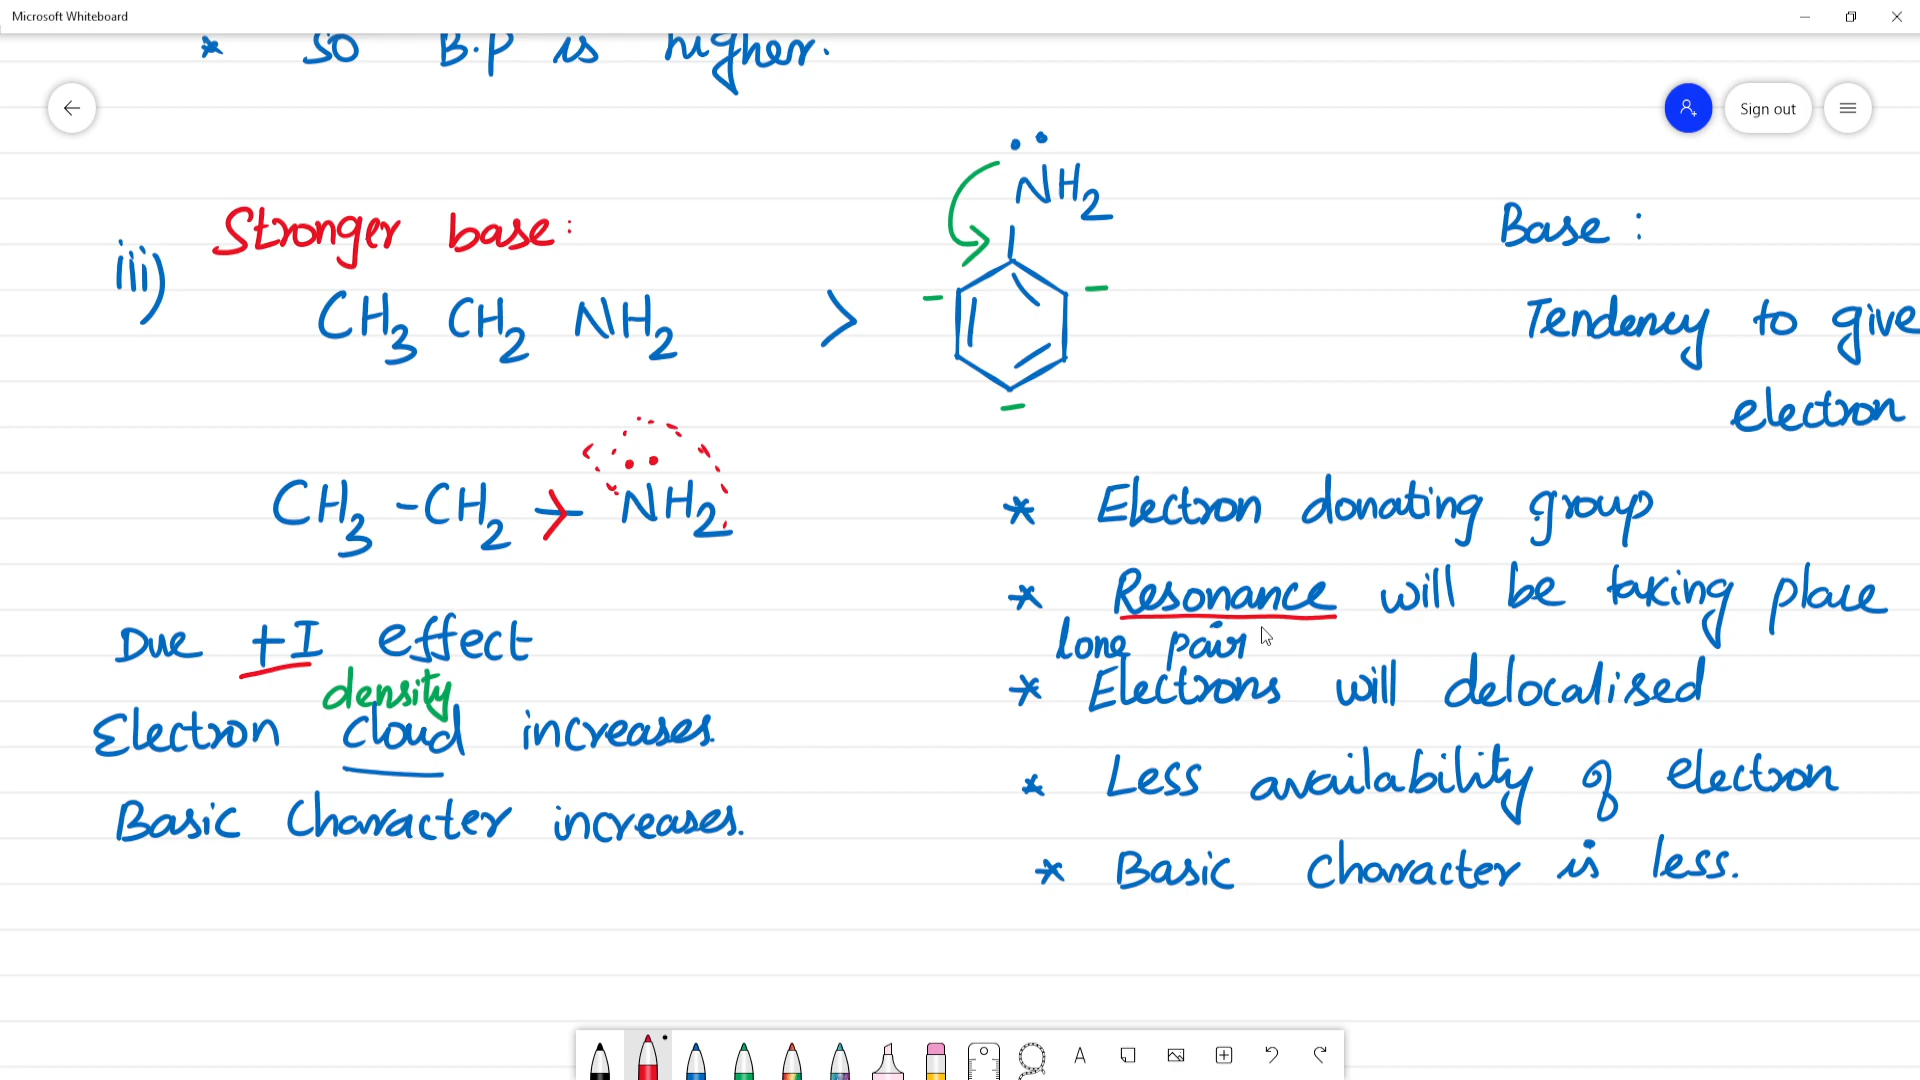 Microsoft Whiteboard
* So B.P is higher.
Sign out
iii) Stronger base:
CH3 CH2 NH2 > NH2
CH3 -CH2 > NH2
Due +I effect
density
Electron cloud increases.
Basic Character increases.
Base :
Tendency to give
electron
* Electron donating group
* Resonance will be taking place
lone pair
* Electrons will delocalised
* Less availability of electron
* Basic Character is less.